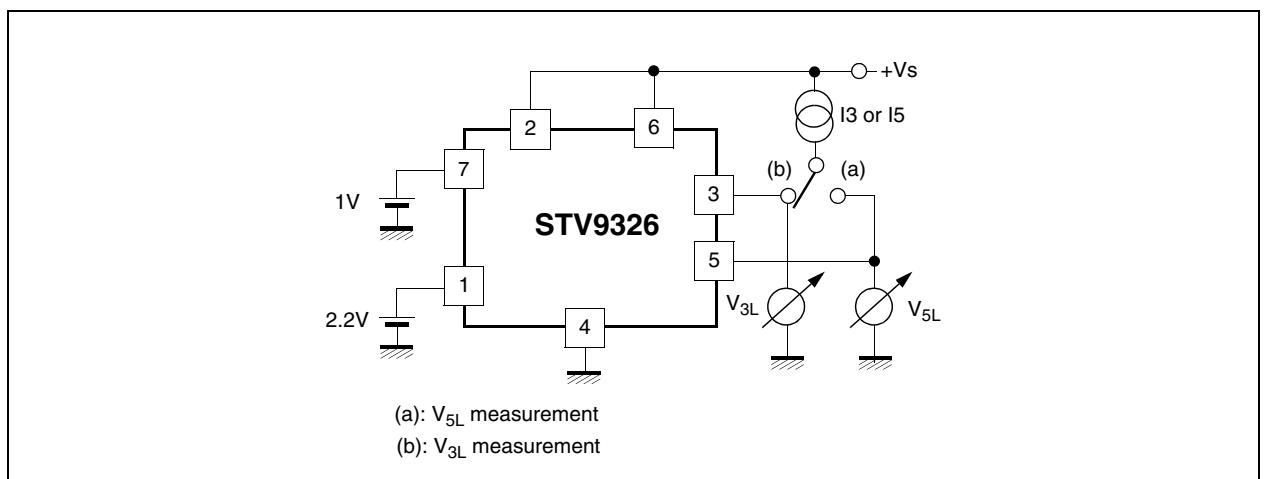 +Vs
I3 or I5
2
6
7
(b)
(a)
1V
3
STV9326
5
1
V3L
V5L
2.2V
4
(a): V5L measurement
(b): V3L measurement